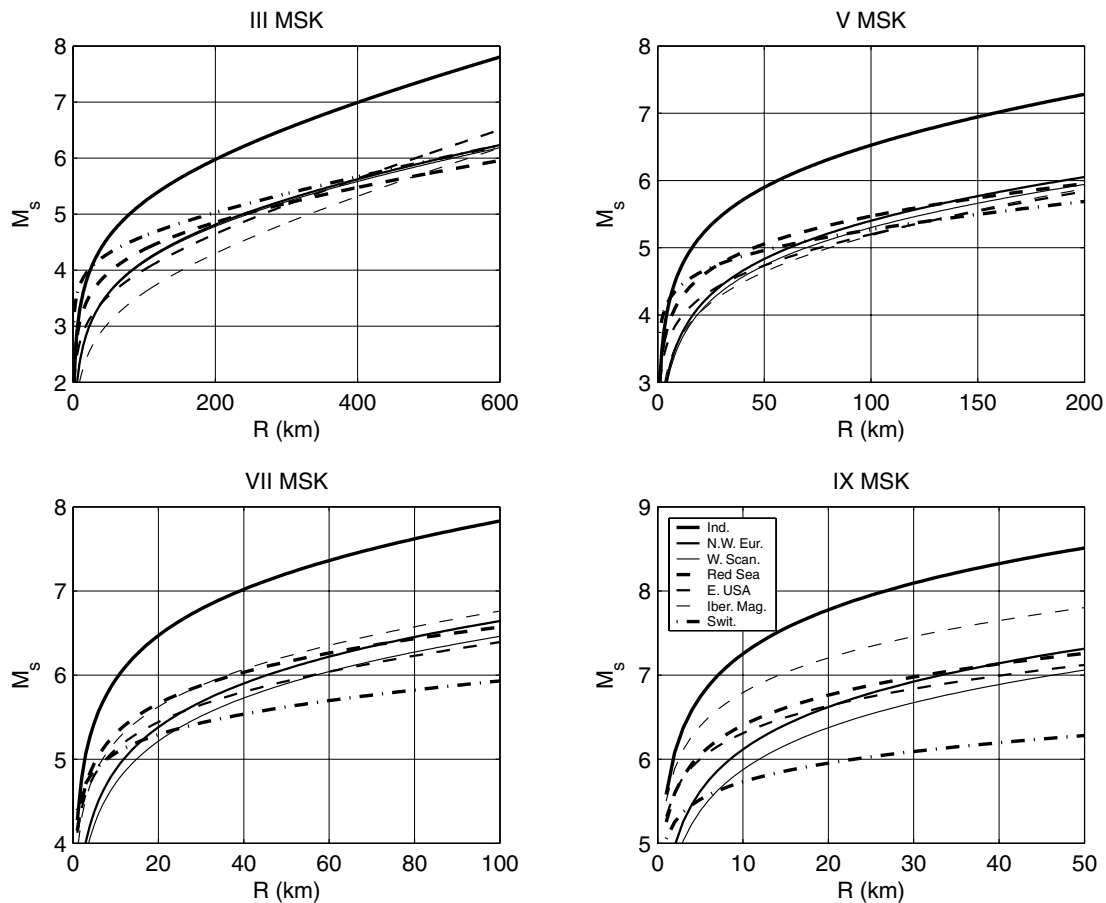 III MSK
8
7
6
5
4
3
2
M_s
0
200
400
600
R (km)
V MSK
8
7
6
5
4
3
M_s
0
50
100
150
200
R (km)
VII MSK
8
7
6
5
4
M_s
0
20
40
60
80
100
R (km)
IX MSK
9
8
7
6
5
M_s
Ind.
N.W. Eur.
W. Scan.
Red Sea
E. USA
Iber. Mag.
Swit.
0
10
20
30
40
50
R (km)